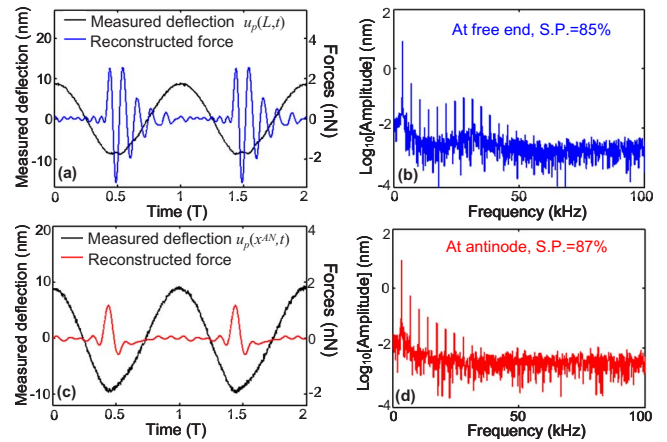 Measured deflection (nm)
20
10
0
-10
Measured deflection u_p(L,t)
Reconstructed force
4
2
0
-2
Forces (nN)
(a)
0 0.5 1 1.5 2
Time (T)
Log10[Amplitude] (nm)
2
0
-2
-4
At free end, S.P.=85%
(b)
0 50 100
Frequency (kHz)
Measured deflection (nm)
20
10
0
-10
Measured deflection u_p(x^AN,t)
Reconstructed force
4
2
0
-2
Forces (nN)
(c)
0 0.5 1 1.5 2
Time (T)
Log10[Amplitude] (nm)
2
0
-2
-4
At antinode, S.P.=87%
(d)
0 50 100
Frequency (kHz)